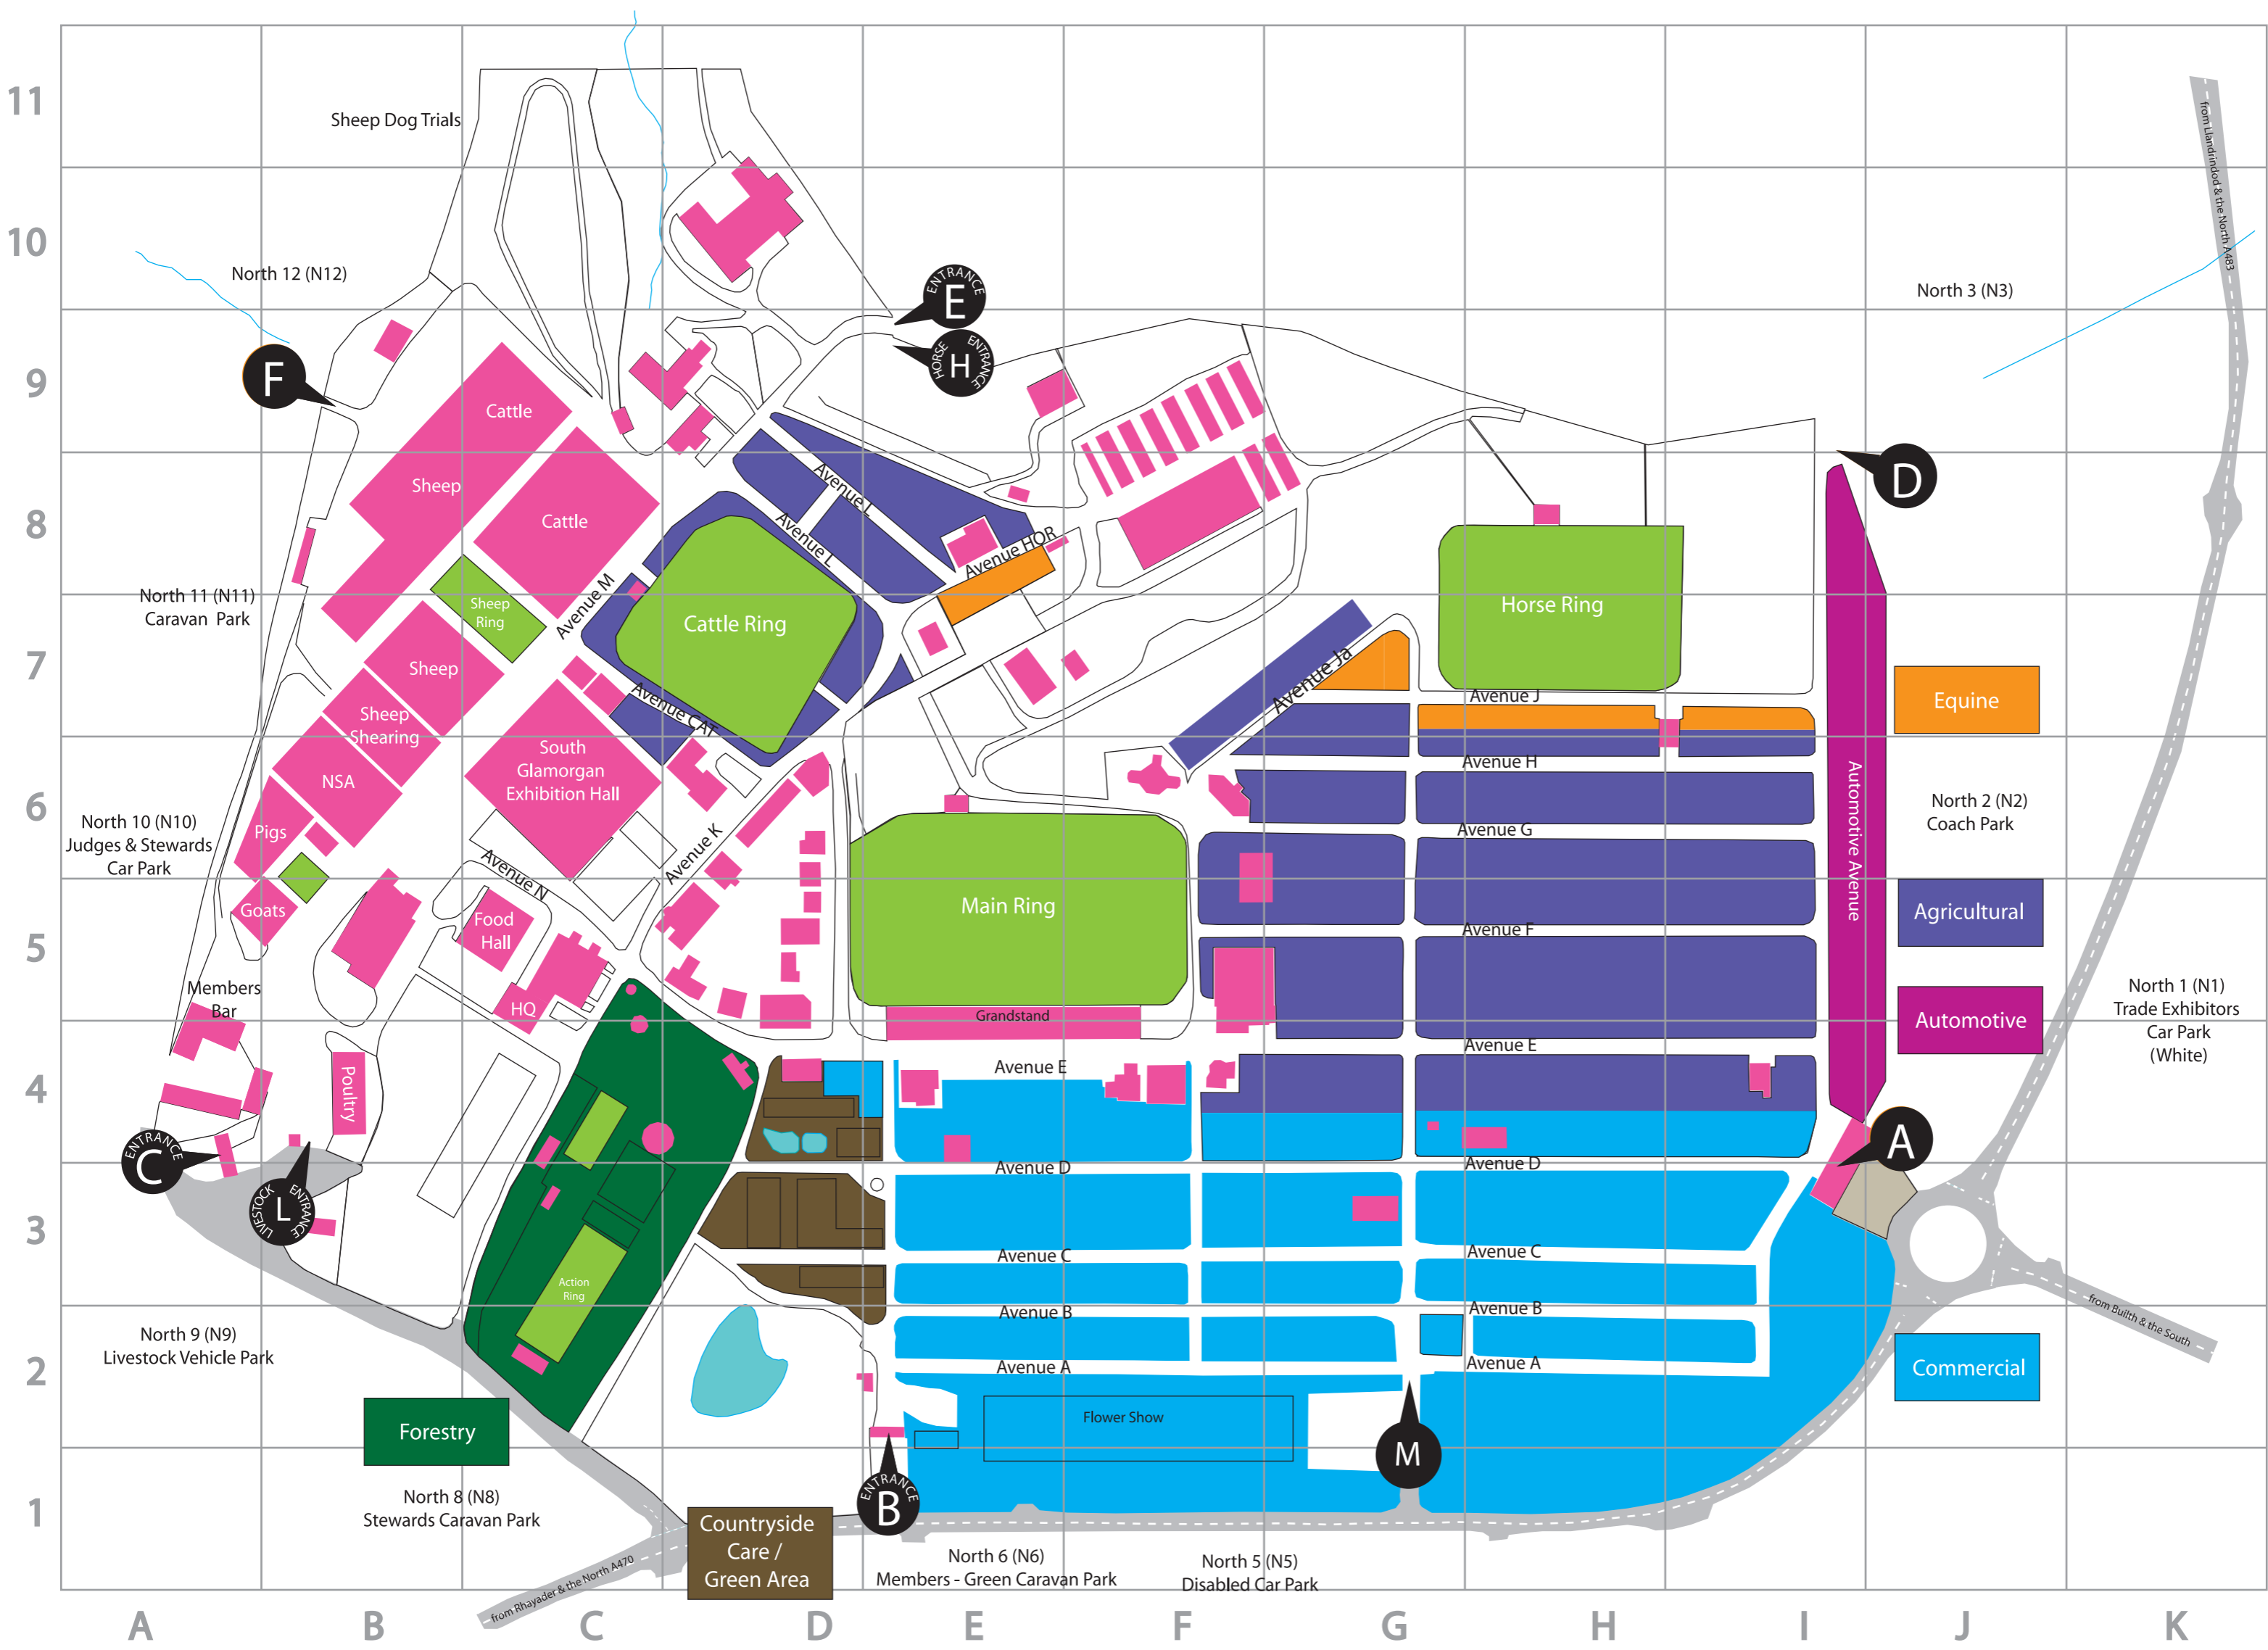 11
Sheep Dog Trials
from Llandrindod & the North A483
10
North 12 (N12)
ENTRANCE
E
North 3 (N3)
HORSE ENTRANCE
H
9
F
Cattle
Sheep
Cattle
Avenue L
D
8
Avenue L
Avenue HOR
North 11 (N11)
Caravan Park
Sheep
Ring
Avenue M
Cattle Ring
Horse Ring
7
Sheep
Avenue Ja
Avenue J
Equine
Sheep
Shearing
Avenue CAT
South
Glamorgan
Exhibition Hall
NSA
Avenue H
Automotive Avenue
6
North 2 (N2)
Coach Park
North 10 (N10)
Judges & Stewards
Car Park
Pigs
Avenue K
Avenue G
Avenue N
Goats
Food
Hall
Main Ring
Agricultural
Avenue F
5
Members
Bar
HQ
Grandstand
North 1 (N1)
Trade Exhibitors
Car Park
(White)
Automotive
Avenue E
Avenue E
4
Poultry
ENTRANCE
C
A
Avenue D
Avenue D
LIVESTOCK ENTRANCE
L
3
Avenue C
Avenue C
Action
Ring
from Builth & the South
Avenue B
Avenue B
North 9 (N9)
Livestock Vehicle Park
2
Avenue A
Avenue A
Commercial
Forestry
Flower Show
M
North 8 (N8)
Stewards Caravan Park
ENTRANCE
B
1
Countryside
Care /
Green Area
North 6 (N6)
Members - Green Caravan Park
North 5 (N5)
Disabled Car Park
from Rhayader & the North A470
A B C D E F G H I J K